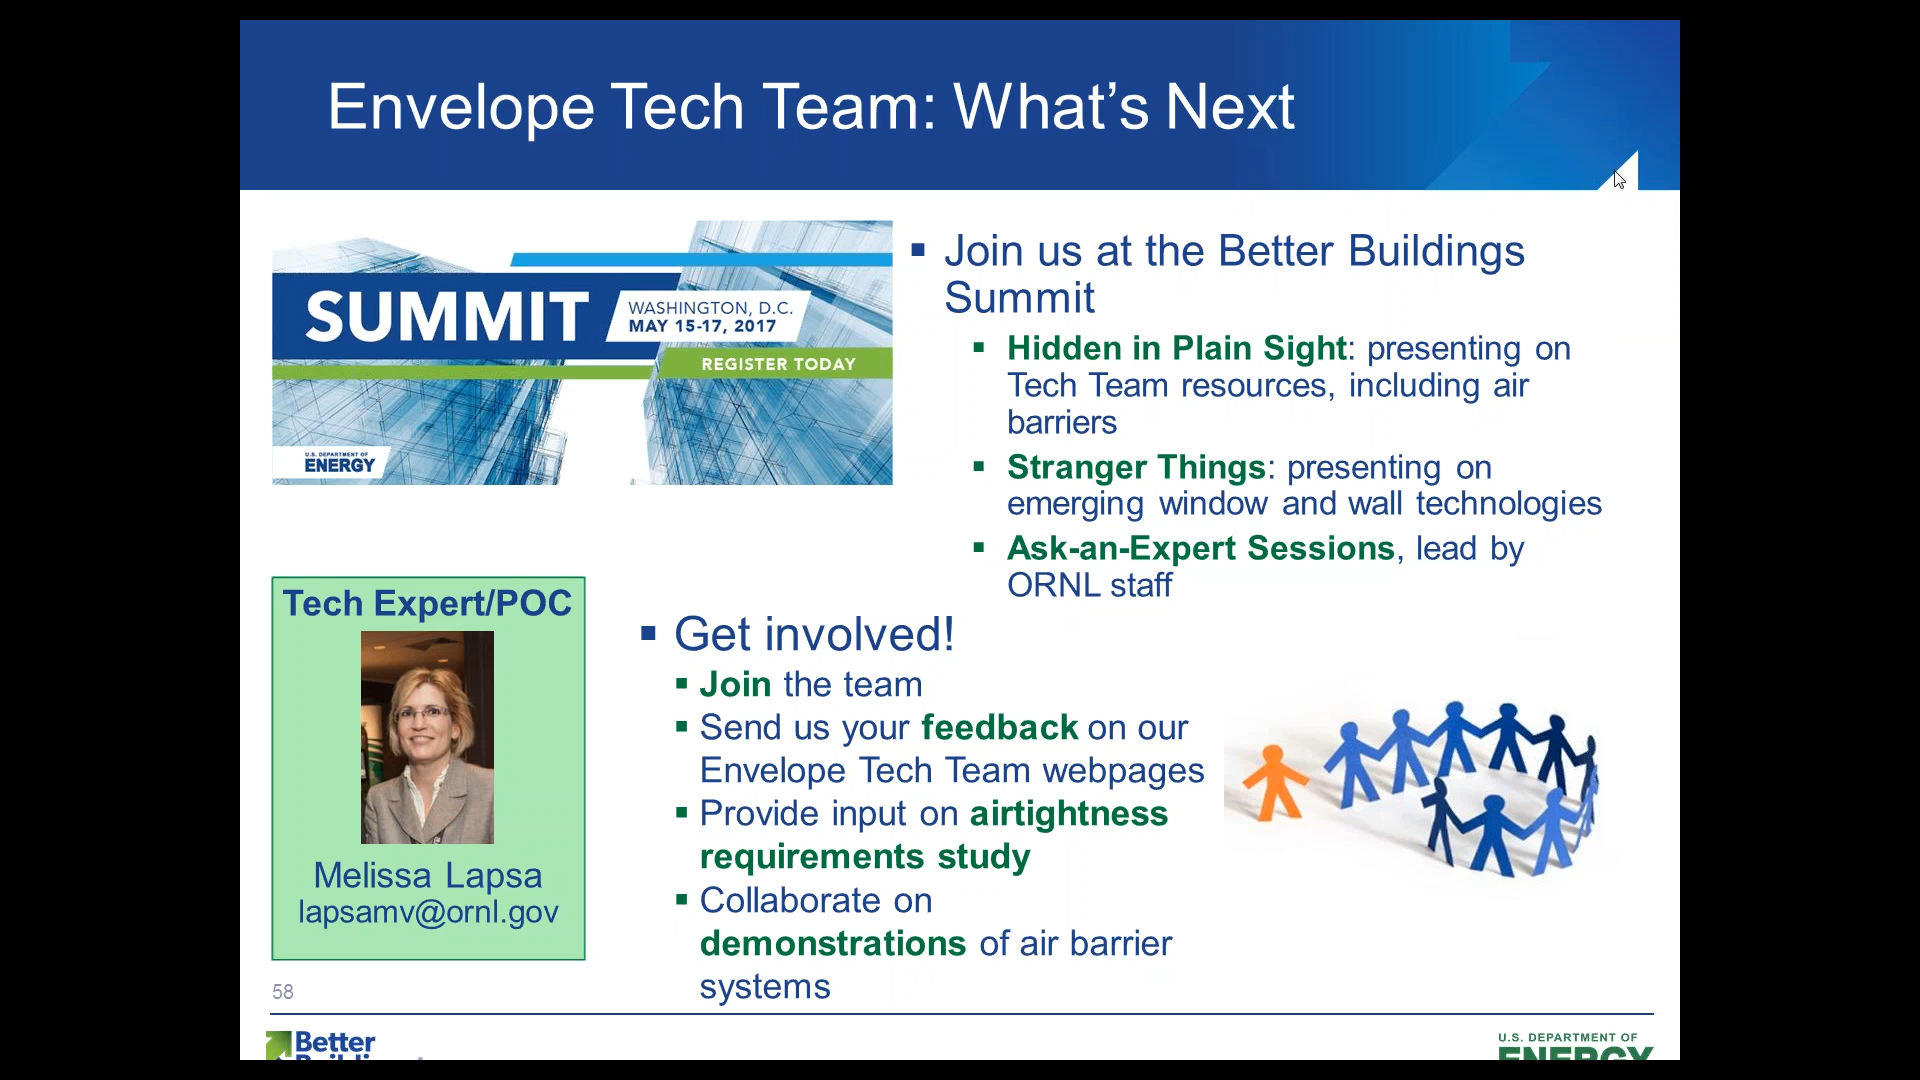 Envelope Tech Team: What’s Next
SUMMIT
WASHINGTON, D.C.
MAY 15-17, 2017
REGISTER TODAY
U.S. DEPARTMENT OF
ENERGY
▪ Join us at the Better Buildings
Summit
▪ Hidden in Plain Sight: presenting on
Tech Team resources, including air
barriers
▪ Stranger Things: presenting on
emerging window and wall technologies
▪ Ask-an-Expert Sessions, lead by
ORNL staff
Tech Expert/POC
Melissa Lapsa
lapsamv@ornl.gov
▪ Get involved!
▪ Join the team
▪ Send us your feedback on our
Envelope Tech Team webpages
▪ Provide input on airtightness
requirements study
▪ Collaborate on
demonstrations of air barrier
systems
58
Better
U.S. DEPARTMENT OF
ENERGY